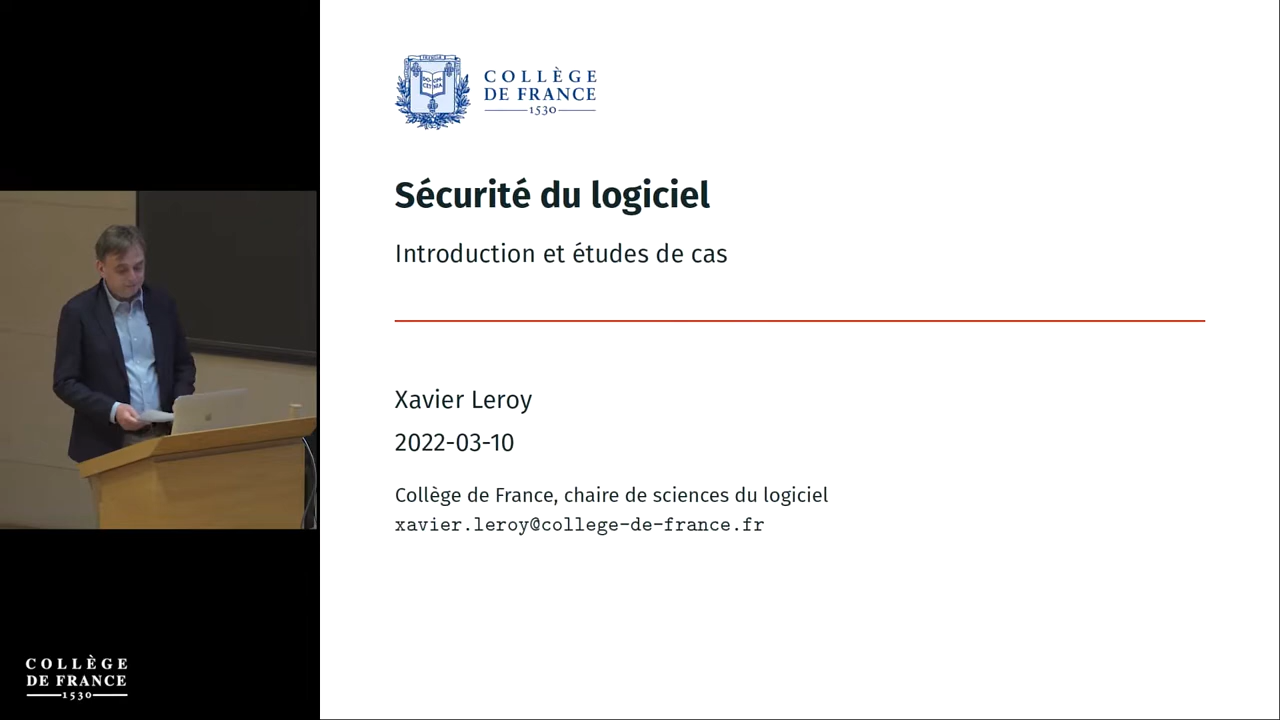 COLLÈGE
DE FRANCE
1530
Sécurité du logiciel
Introduction et études de cas
Xavier Leroy
2022-03-10
Collège de France, chaire de sciences du logiciel
xavier.leroy@college-de-france.fr
COLLÈGE
DE FRANCE
1530